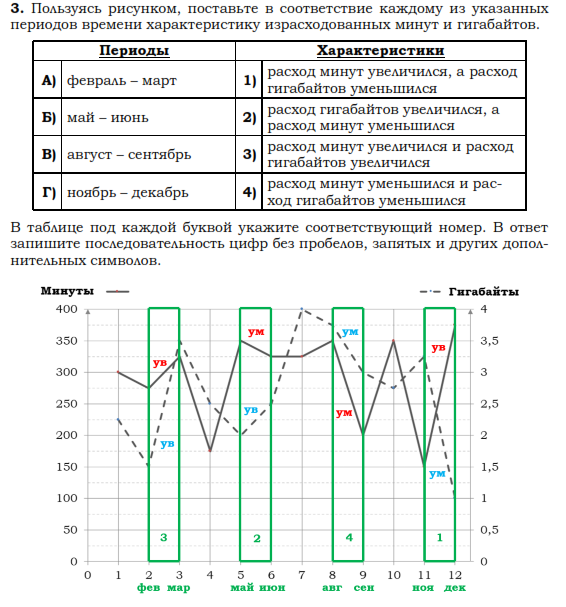 3. Пользуясь рисунком, поставьте в соответствие каждому из указанных
периодов времени характеристику израсходованных минут и гигабайтов.
Периоды Характеристики
А) февраль – март 1) расход минут увеличился, а расход
гигабайтов уменьшился
Б) май – июнь 2) расход гигабайтов увеличился, а
расход минут уменьшился
В) август – сентябрь 3) расход минут увеличился и расход
гигабайтов увеличился
Г) ноябрь – декабрь 4) расход минут уменьшился и рас-
ход гигабайтов уменьшился
В таблице под каждой буквой укажите соответствующий номер. В ответ
запишите последовательность цифр без пробелов, запятых и других допол-
нительных символов.
Минуты Гигабайты
400 4
350 3,5
300 3
250 2,5
200 2
150 1,5
100 1
50 0,5
0 0
ув ум ум ув
ув ув ум ум
3 2 4 1
0 1 2 3 4 5 6 7 8 9 10 11 12
фев мар май июн авг сен ноя дек